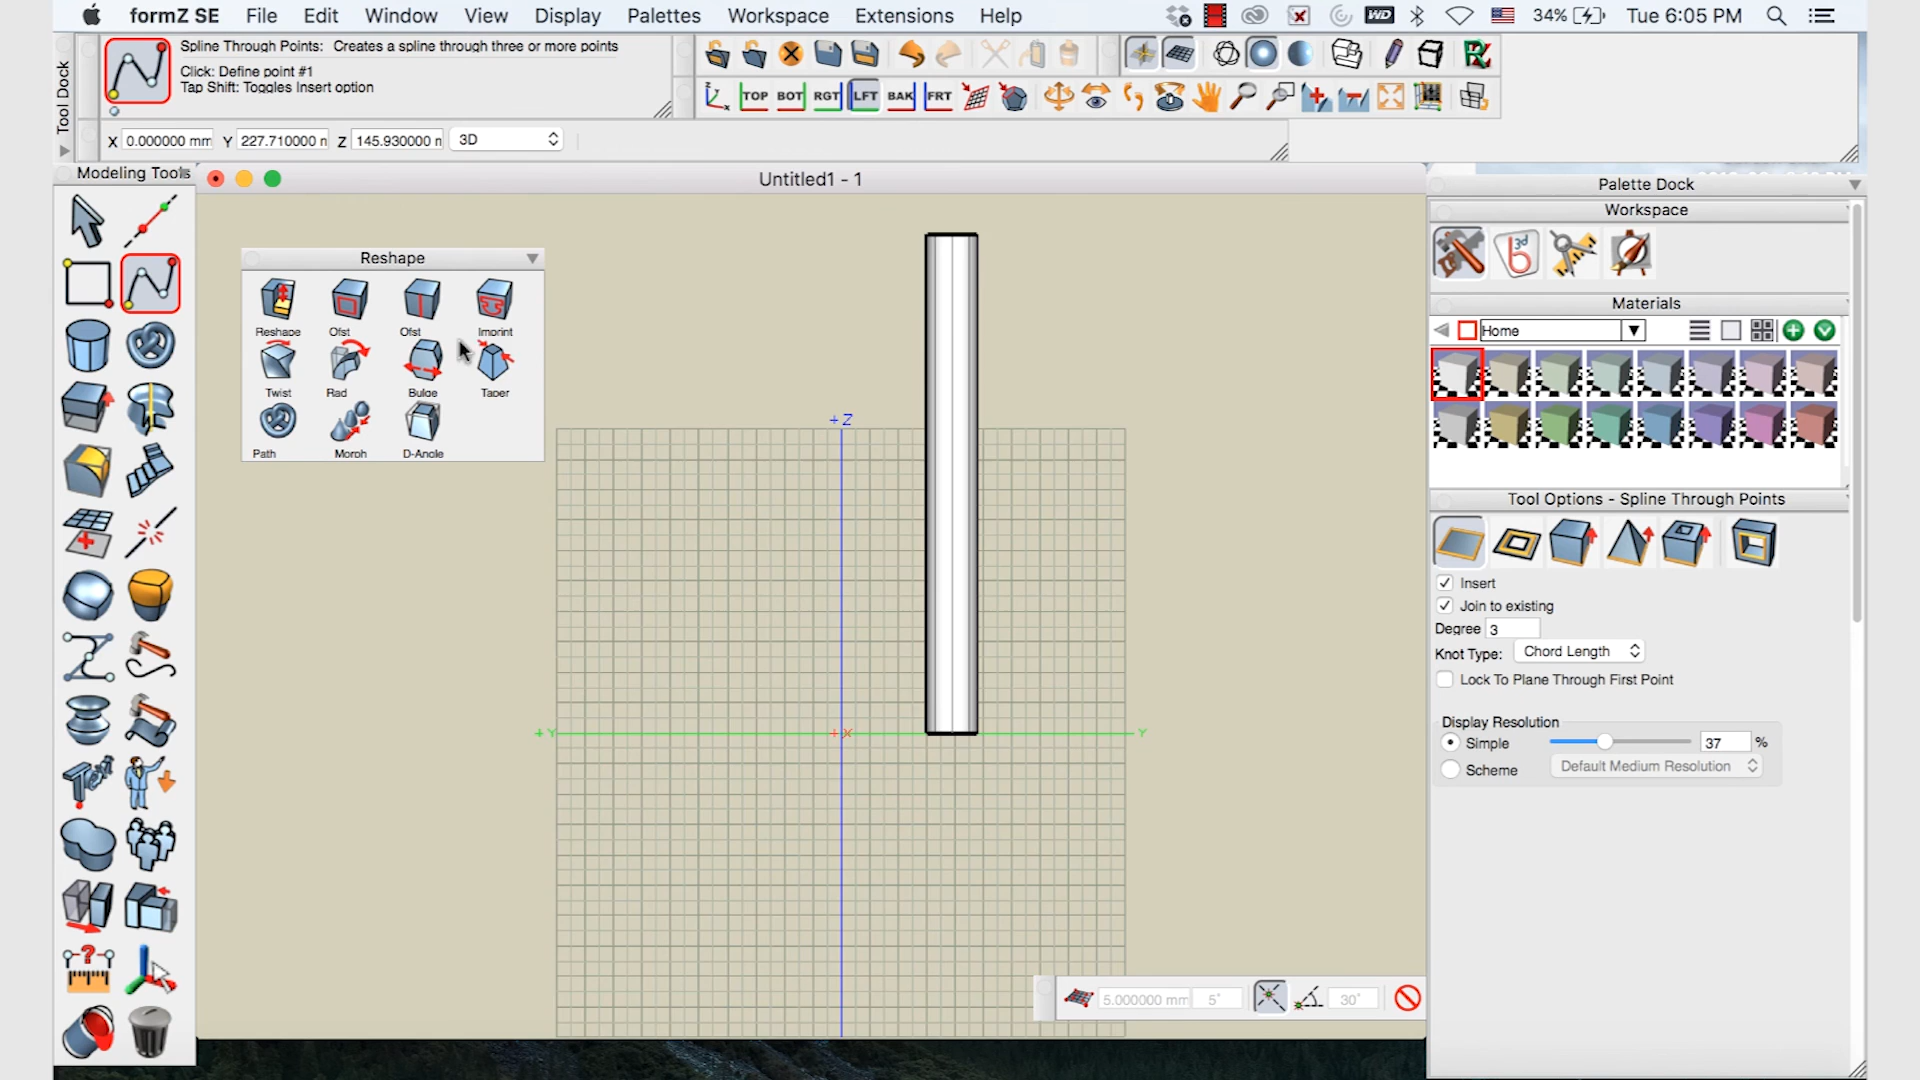 formZ SE File Edit Window View Display Palettes Workspace Extensions Help WD 34% Tue 6:05 PM
Tool Dock
Spline Through Points: Creates a spline through three or more points
Click: Define point #1
Tap Shift: Toggles Insert option
TOP BOT RGT LFT BAK FRT
X 0.000000 mm Y 227.710000 Z 145.930000 3D
Modeling Tools
Untitled1 - 1
Reshape
Reshape Ofst Ofst Imprint
Twist Rad Bulge Taper
Path Morph D-Angle
+Z
+Y +X Y
5.000000 mm 5° 30°
Palette Dock
Workspace
3d
Materials
Home
Tool Options - Spline Through Points
Insert
Join to existing
Degree 3
Knot Type: Chord Length
Lock To Plane Through First Point
Display Resolution
Simple 37 %
Scheme Default Medium Resolution